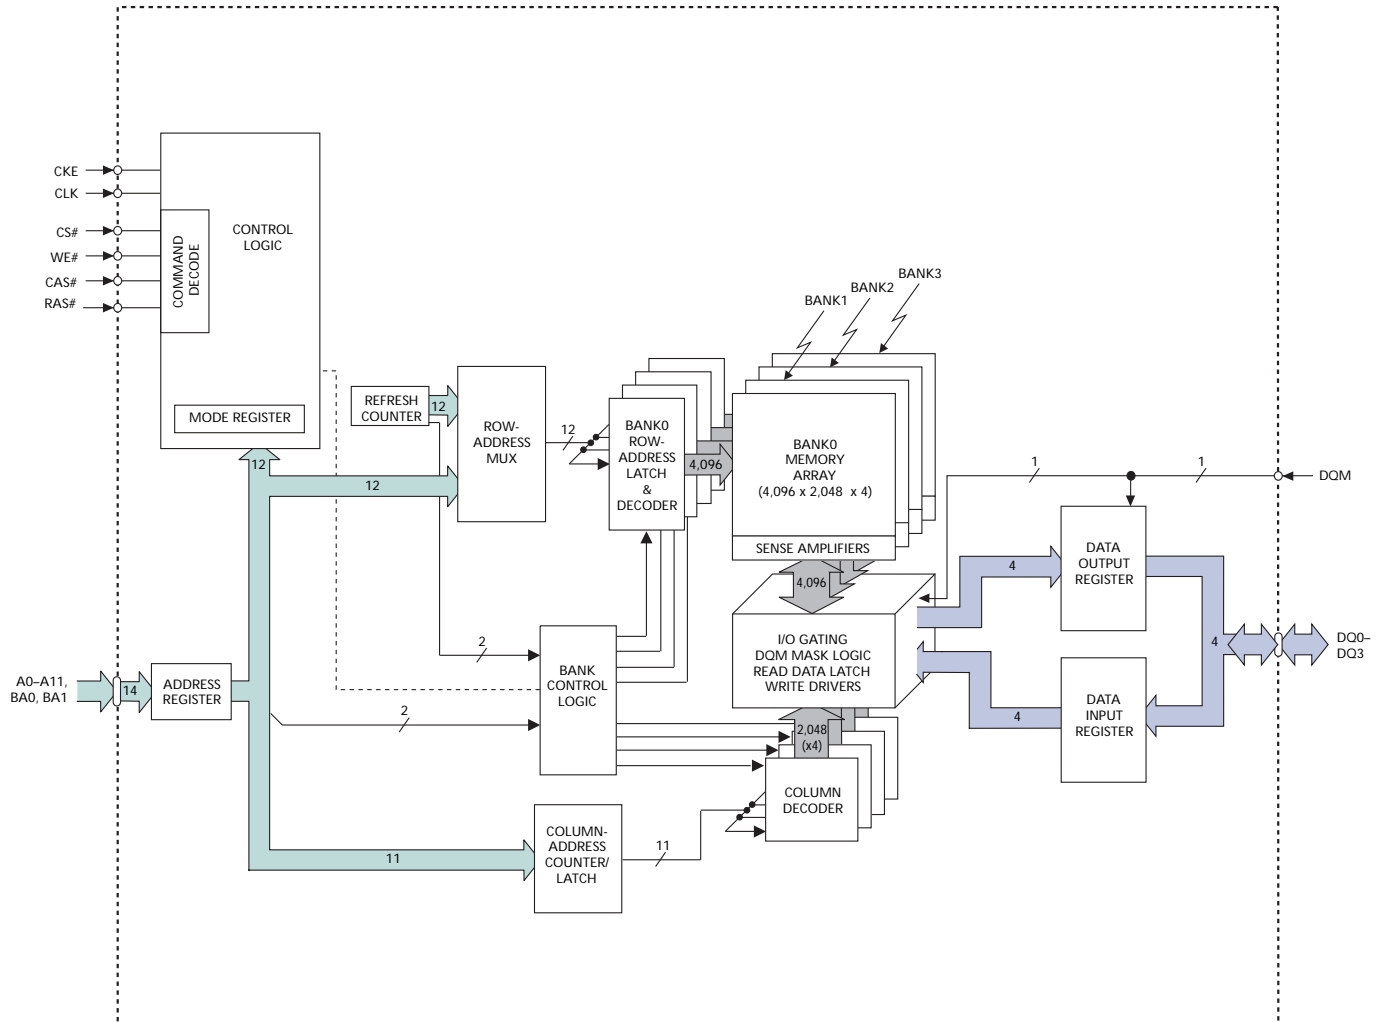 CKE
CLK
CS#
WE#
CAS#
RAS#
COMMAND
DECODE
CONTROL
LOGIC
MODE REGISTER
12
12
REFRESH
COUNTER
12
ROW-
ADDRESS
MUX
12
BANK0
ROW-
ADDRESS
LATCH
&
DECODER
4,096
BANK1
BANK2
BANK3
BANK0
MEMORY
ARRAY
(4,096 x 2,048 x 4)
SENSE AMPLIFIERS
4,096
I/O GATING
DQM MASK LOGIC
READ DATA LATCH
WRITE DRIVERS
2,048
(x4)
COLUMN
DECODER
1
1
DQM
4
DATA
OUTPUT
REGISTER
4
DQ0–
DQ3
4
DATA
INPUT
REGISTER
A0–A11,
BA0, BA1
14
ADDRESS
REGISTER
2
2
BANK
CONTROL
LOGIC
11
COLUMN-
ADDRESS
COUNTER/
LATCH
11